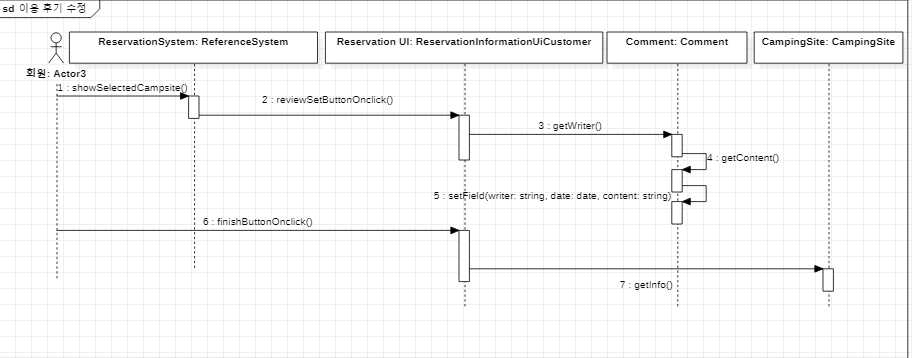 sd 이용 후기 수정
ReservationSystem: ReferenceSystem
Reservation UI: ReservationInformationUiCustomer
Comment: Comment
CampingSite: CampingSite
회원: Actor3
1 : showSelectedCampsite()
2 : reviewSetButtonOnclick()
3 : getWriter()
4 : getContent()
5 : setField(writer: string, date: date, content: string)
6 : finishButtonOnclick()
7 : getInfo()